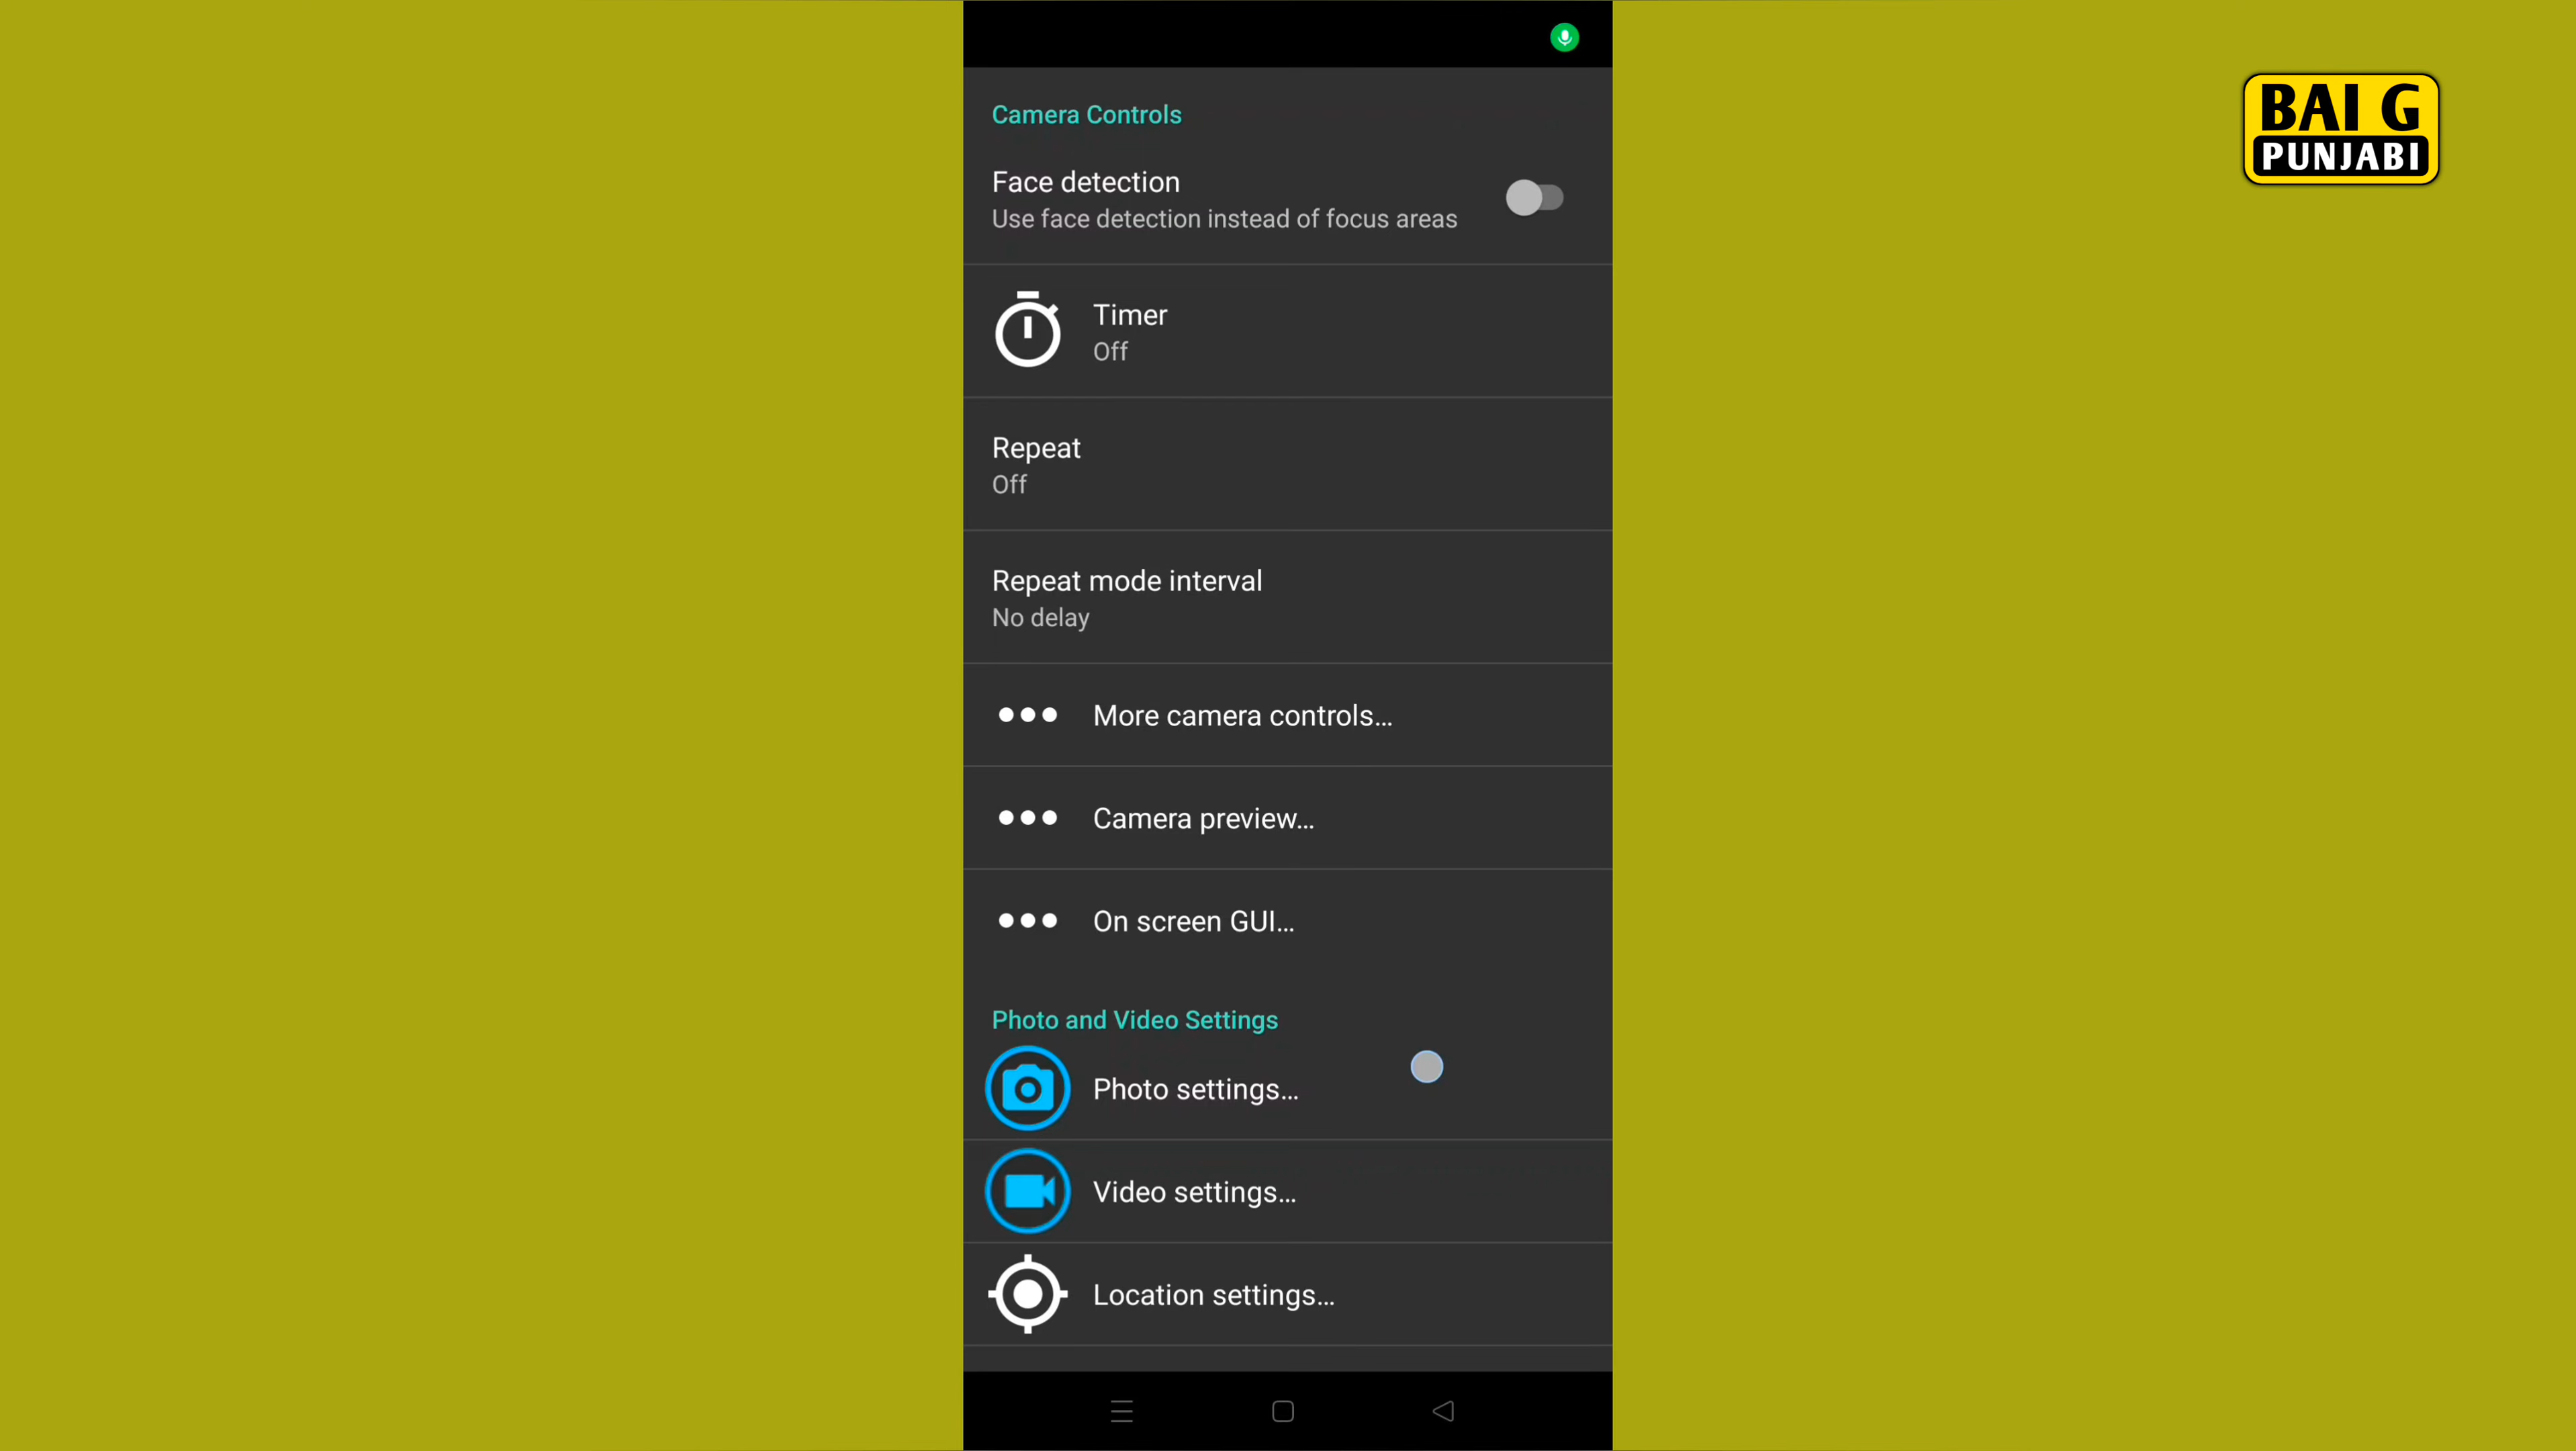 BAI G
PUNJABI
Camera Controls
Face detection
Use face detection instead of focus areas
Timer
Off
Repeat
Off
Repeat mode interval
No delay
More camera controls...
Camera preview...
On screen GUI...
Photo and Video Settings
Photo settings...
Video settings...
Location settings...